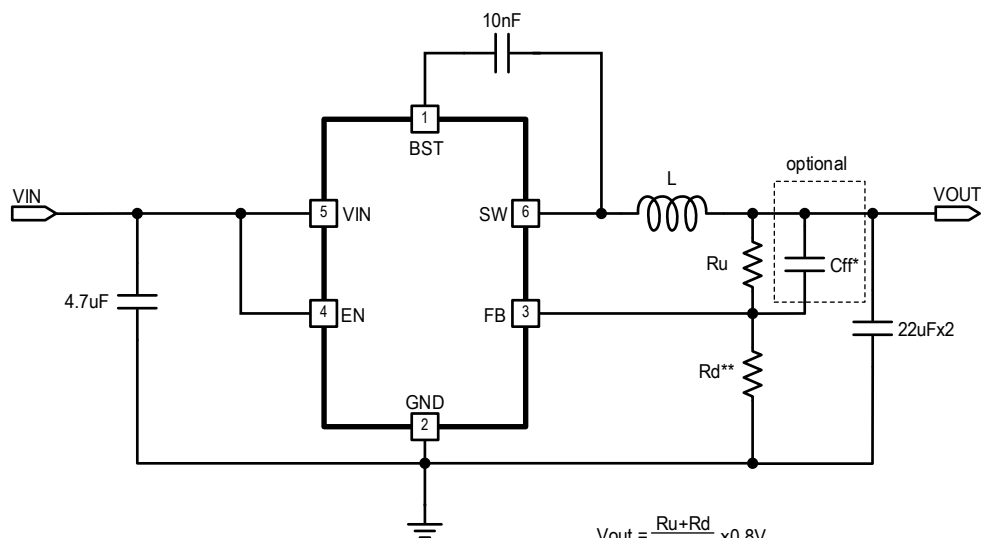 10nF
1
BST
optional
L
VIN
VOUT
5
VIN
SW
6
Ru
Cff*
4.7uF
4
EN
FB
3
22uFx2
Rd**
GND
2
Vout = Ru+Rd x0.8V